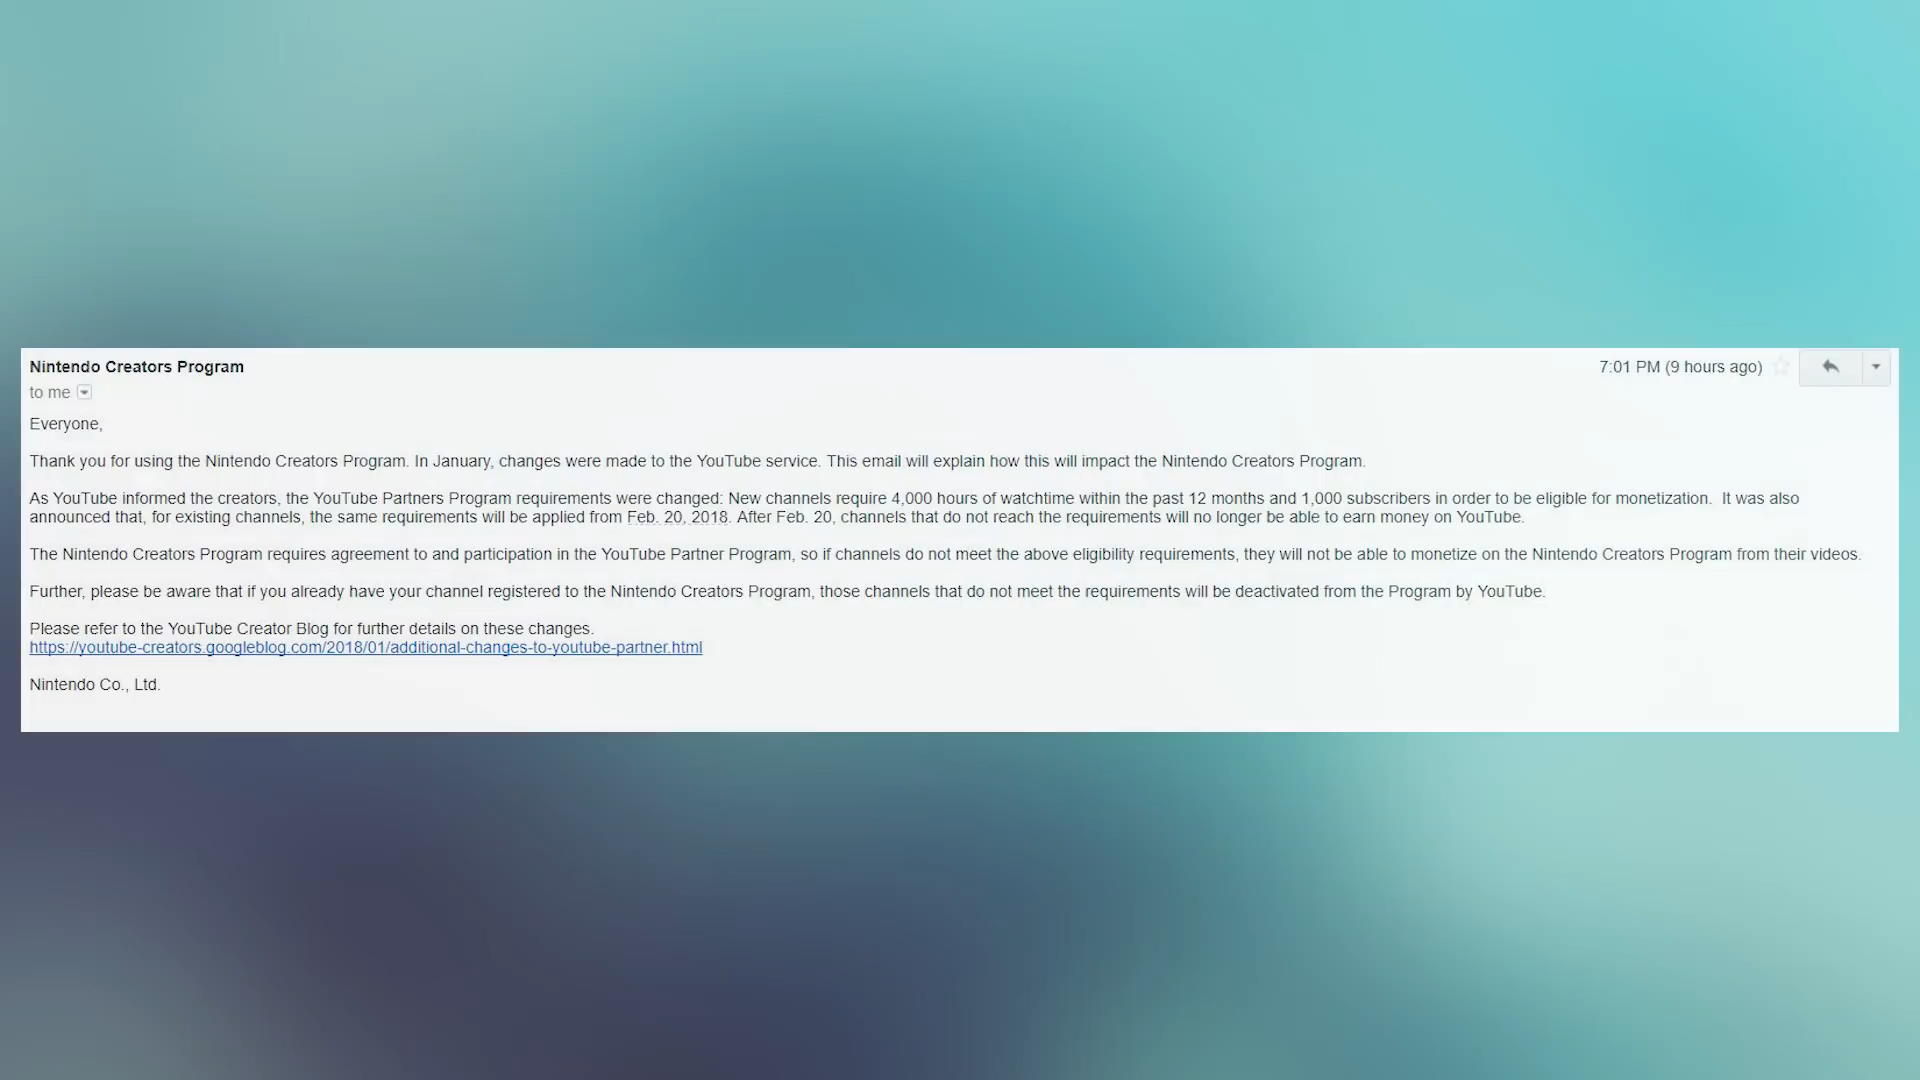 Nintendo Creators Program
7:01 PM (9 hours ago)
to me
Everyone,
Thank you for using the Nintendo Creators Program. In January, changes were made to the YouTube service. This email will explain how this will impact the Nintendo Creators Program.
As YouTube informed the creators, the YouTube Partners Program requirements were changed: New channels require 4,000 hours of watchtime within the past 12 months and 1,000 subscribers in order to be eligible for monetization.  It was also
announced that, for existing channels, the same requirements will be applied from Feb. 20, 2018. After Feb. 20, channels that do not reach the requirements will no longer be able to earn money on YouTube.
The Nintendo Creators Program requires agreement to and participation in the YouTube Partner Program, so if channels do not meet the above eligibility requirements, they will not be able to monetize on the Nintendo Creators Program from their videos.
Further, please be aware that if you already have your channel registered to the Nintendo Creators Program, those channels that do not meet the requirements will be deactivated from the Program by YouTube.
Please refer to the YouTube Creator Blog for further details on these changes.
https://youtube-creators.googleblog.com/2018/01/additional-changes-to-youtube-partner.html
Nintendo Co., Ltd.